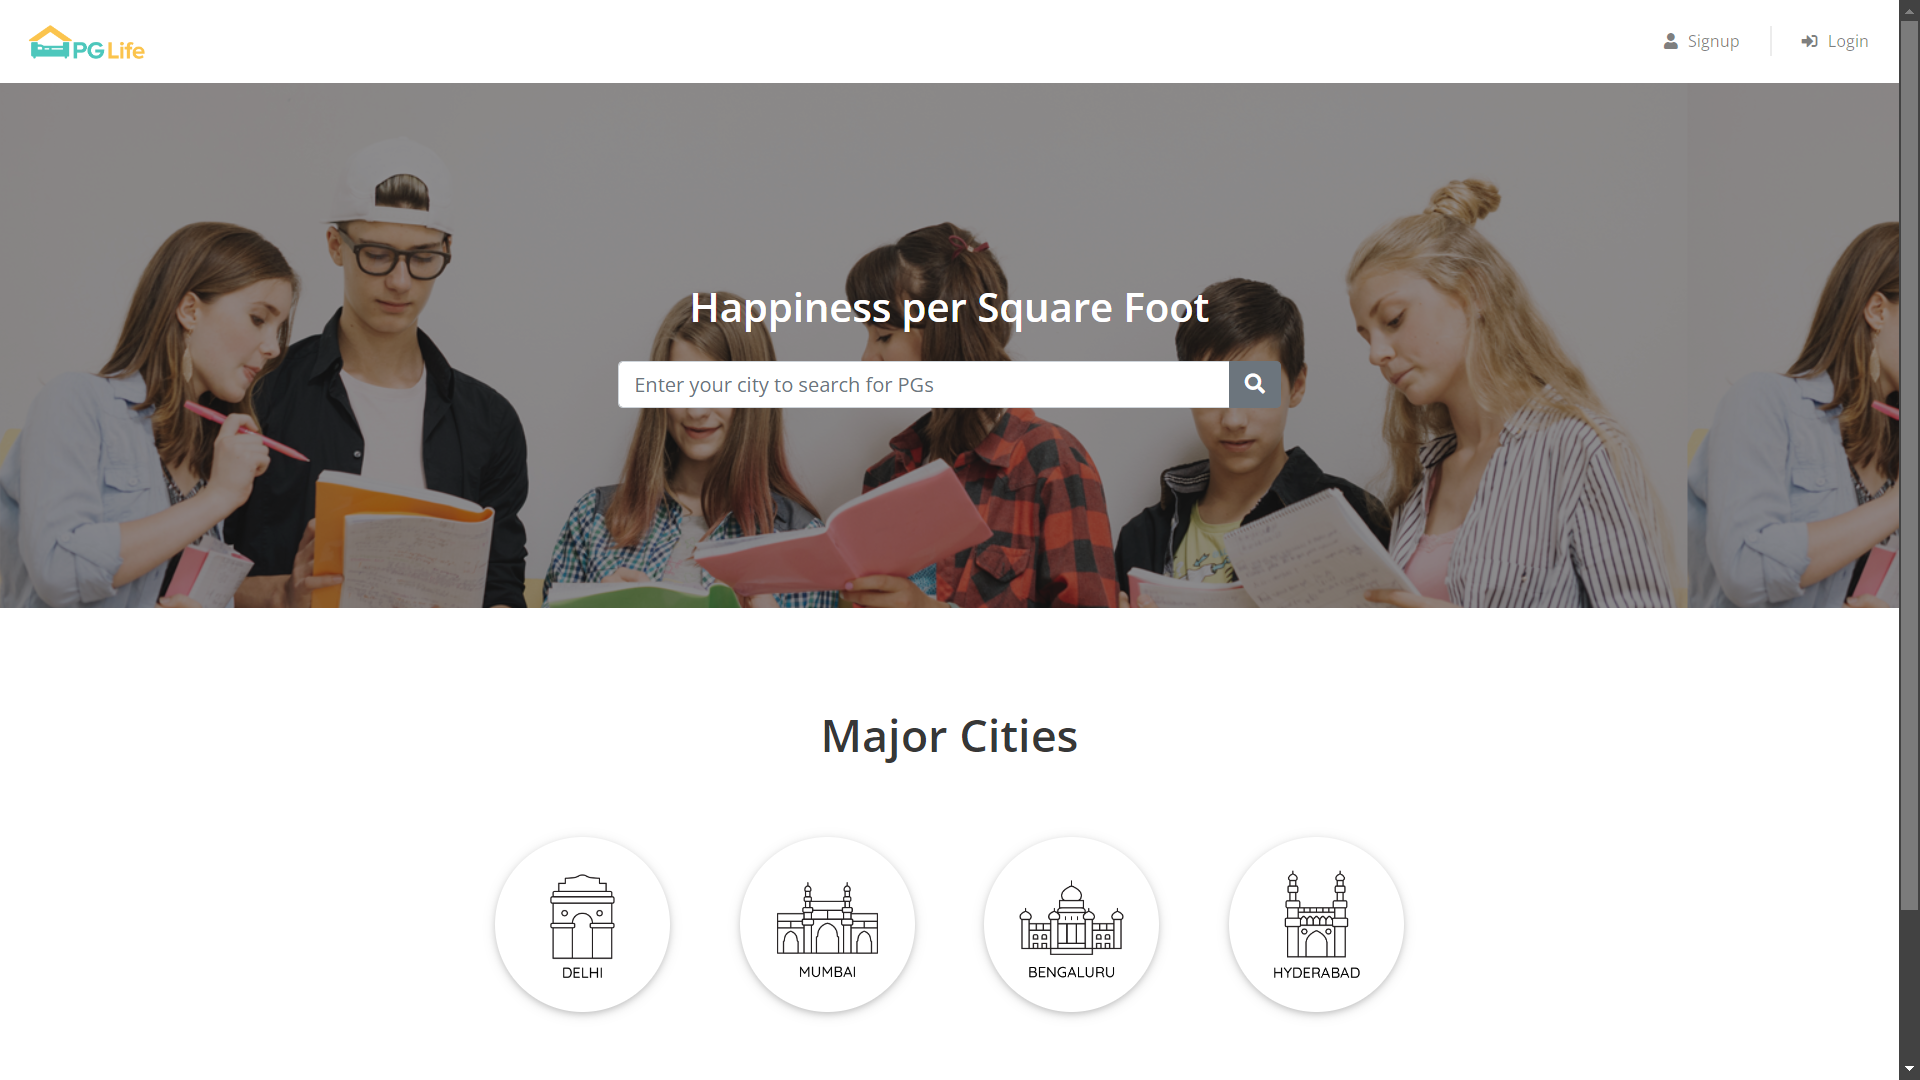 PG Life
Signup
Login
Happiness per Square Foot
Enter your city to search for PGs
Major Cities
DELHI
MUMBAI
BENGALURU
HYDERABAD